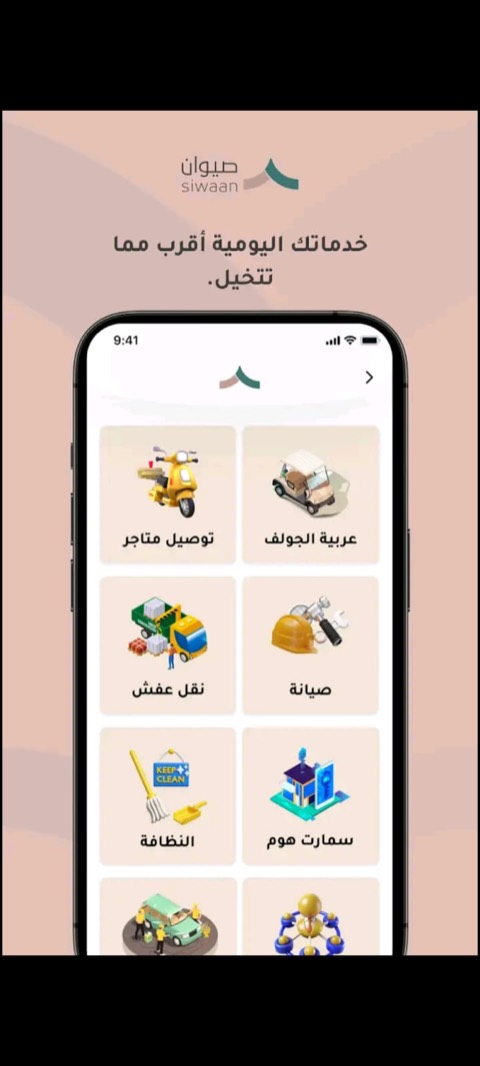 صيوان
siwaan
خدماتك اليومية أقرب مما
تتخيل.
9:41
عربية الجولف
توصيل متاجر
صيانة
نقل عفش
KEEP
CLEAN
سمارت هوم
النظافة